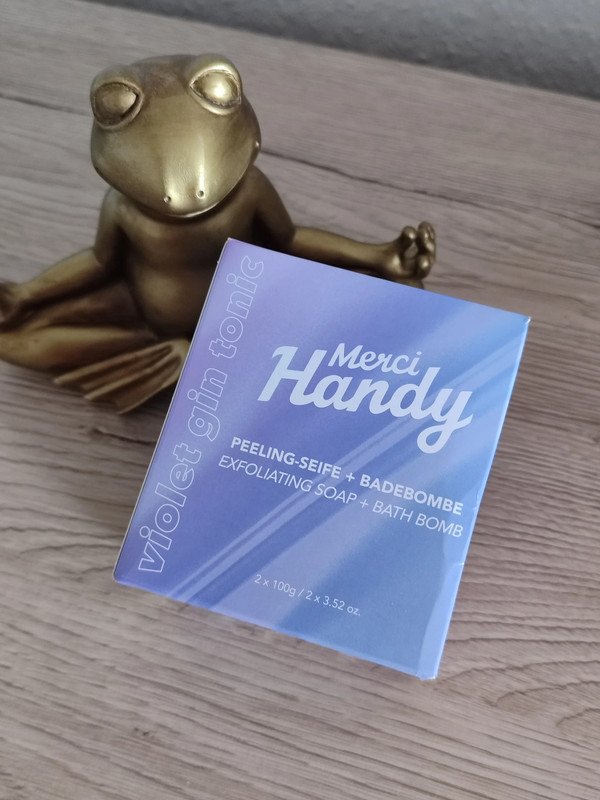 violet gin tonic
Merci
Handy
PEELING-SEIFE + BADEBOMBE
EXFOLIATING SOAP + BATH BOMB
2 x 100g / 2 x 3.52 oz.